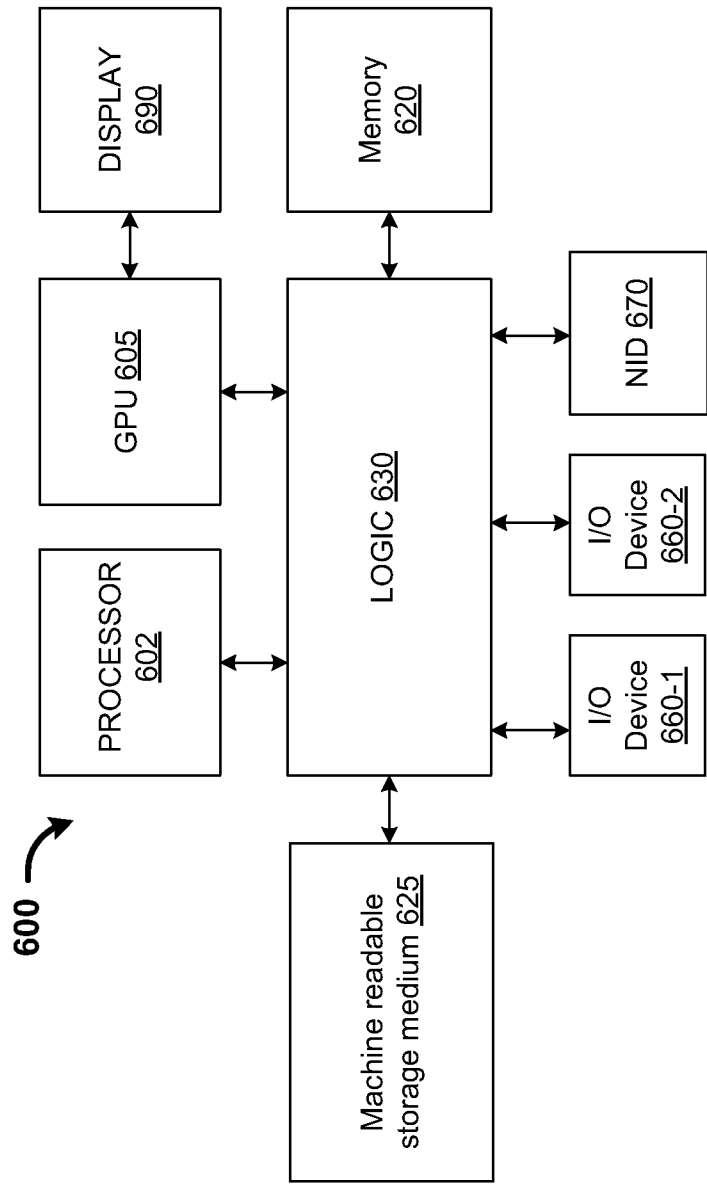 600
PROCESSOR
602
GPU 605
DISPLAY
690
Machine readable
storage medium 625
LOGIC 630
Memory
620
I/O
Device
660-1
I/O
Device
660-2
NID 670